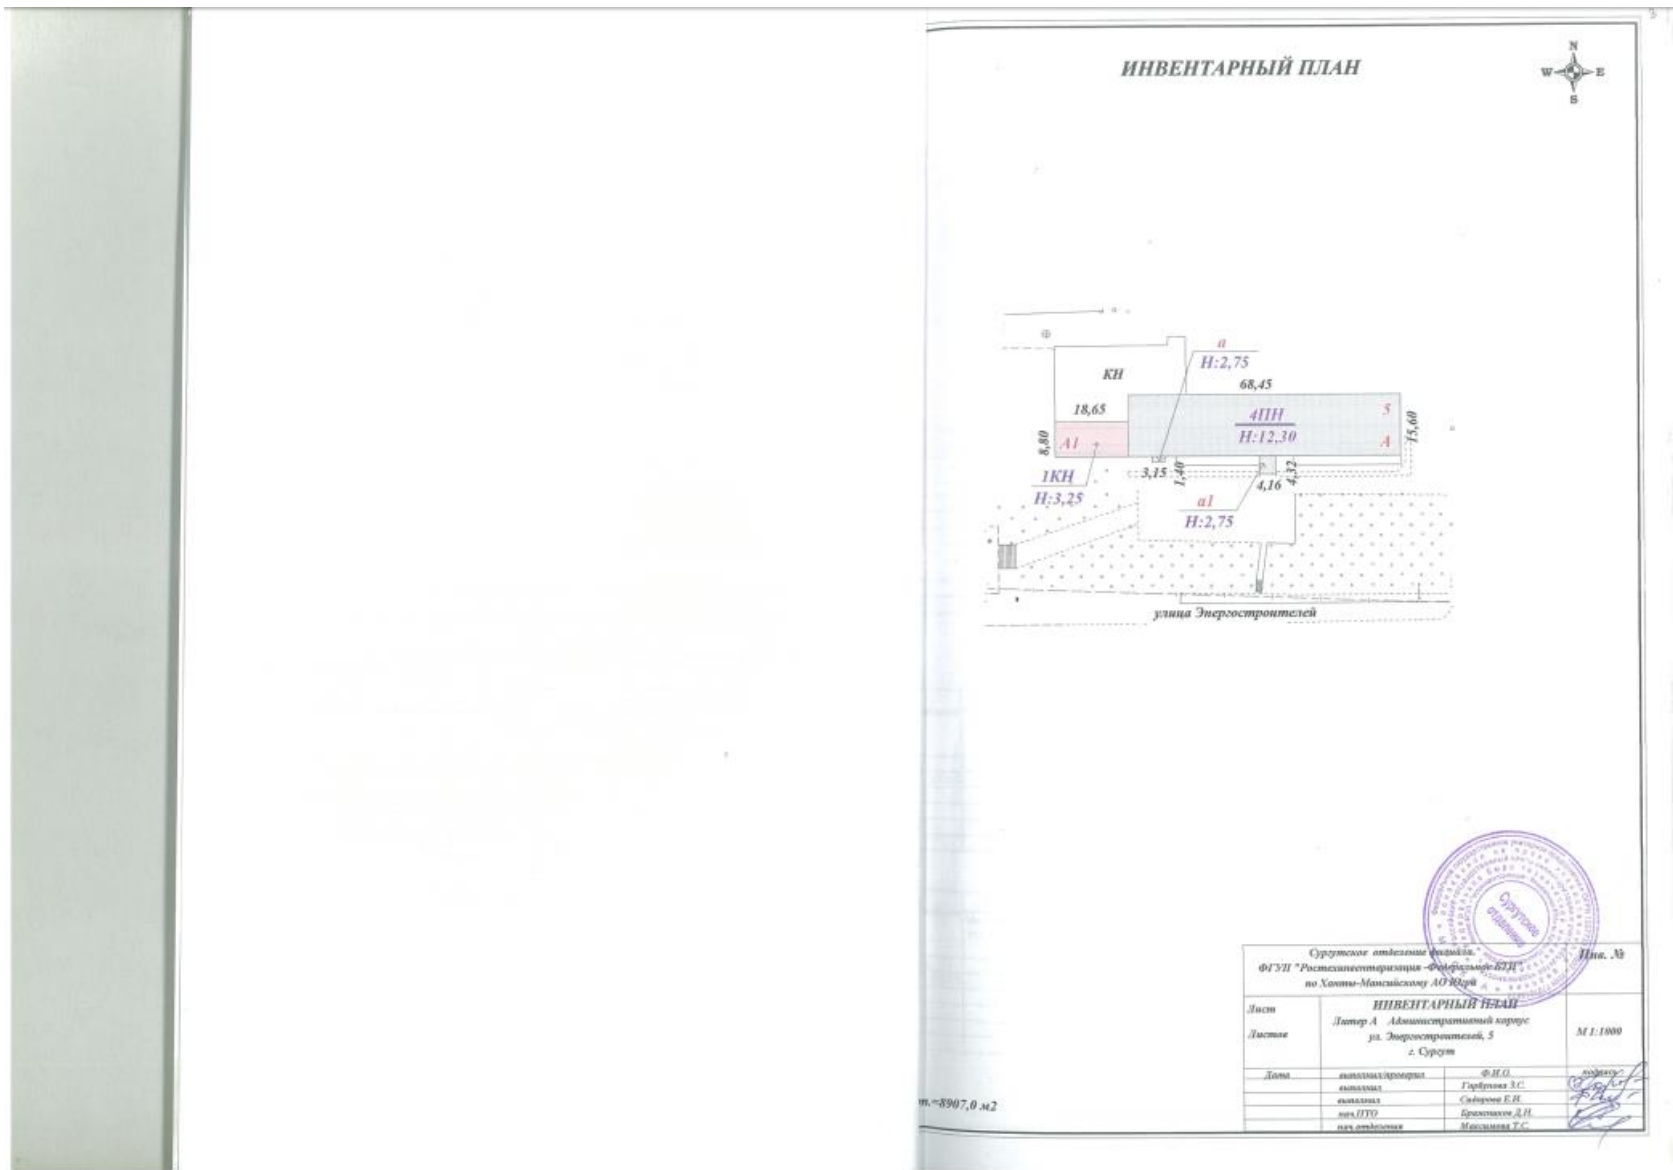 3
ИНВЕНТАРНЫЙ ПЛАН
N
W E
S
а
Н:2,75
КН
68,45
18,65
4ПН
Н:12,30
5
А
15,60
8,80
А1
3,15
1,40
4,16
4,32
1КН
Н:3,25
а1
Н:2,75
улица Энергостроителей
Сургутское
отделение
Сургутское отделение филиала
ФГУП "Ростехинвентаризация -Федеральное БТИ"
по Ханты-Мансийскому АО Югра
Инв. №
Лист
Листов
ИНВЕНТАРНЫЙ ПЛАН
Литер А Административный корпус
ул. Энергостроителей, 5
г. Сургут
М 1:1000
Дата выполнил/проверил Ф.И.О. подпись
выполнил Горбунова З.С.
выполнил Сидорова Е.Н.
нач.ПТО Бражников Д.Н.
нач.отделения Максимова Т.С.
=8907,0 м2